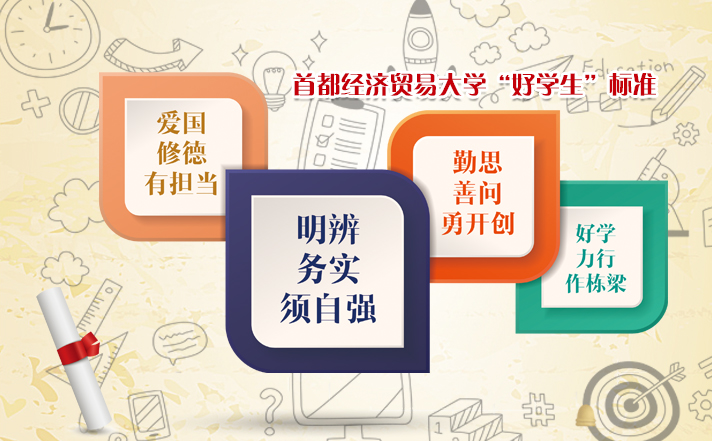 首都经济贸易大学“好学生”标准
Education
爱国
修德
有担当
明辨
务实
须自强
勤思
善问
勇开创
好学
力行
作栋梁